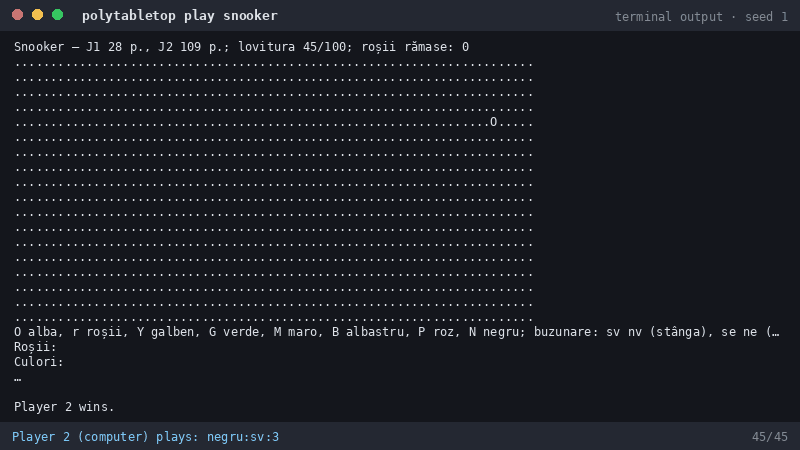 polytabletop play snooker
terminal output · seed 1
Snooker — J1 28 p., J2 109 p.; lovitura 45/100; roșii rămase: 0
........................................................................
........................................................................
........................................................................
........................................................................
..................................................................O.....
........................................................................
........................................................................
........................................................................
........................................................................
........................................................................
........................................................................
........................................................................
........................................................................
........................................................................
........................................................................
........................................................................
........................................................................
........................................................................
O alba, r roșii, Y galben, G verde, M maro, B albastru, P roz, N negru; buzunare: sv nv (stânga), se ne (…
Roșii:
Culori:
…
Player 2 wins.
Player 2 (computer) plays: negru:sv:3
45/45